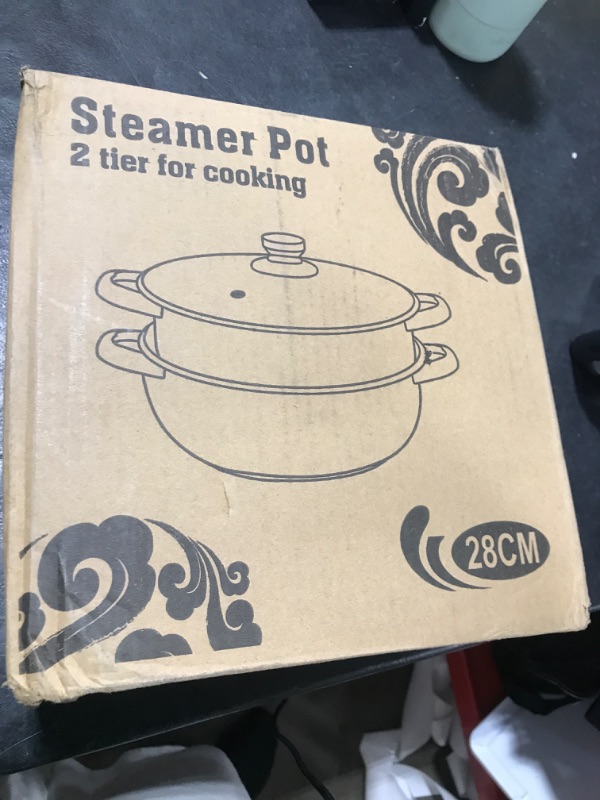 Steamer Pot
2 tier for cooking
28CM